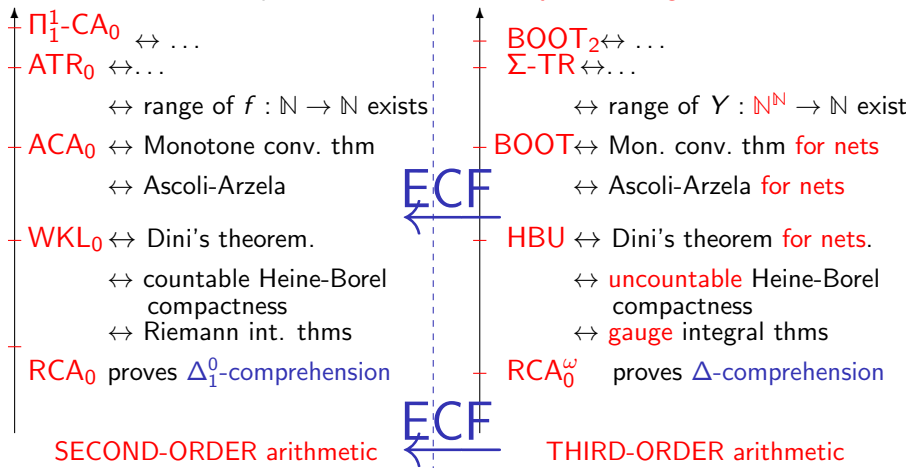 Π₁¹-CA₀ ↔ ...
ATR₀ ↔...
↔ range of f : ℕ → ℕ exists
ACA₀ ↔ Monotone conv. thm
↔ Ascoli-Arzela
WKL₀ ↔ Dini's theorem.
↔ countable Heine-Borel
compactness
↔ Riemann int. thms
RCA₀ proves Δ₁⁰-comprehension
SECOND-ORDER arithmetic
ECF
ECF
BOOT₂ ↔ ...
Σ-TR ↔...
↔ range of Y : ℕ^ℕ → ℕ exist
BOOT ↔ Mon. conv. thm for nets
↔ Ascoli-Arzela for nets
HBU ↔ Dini's theorem for nets.
↔ uncountable Heine-Borel
compactness
↔ gauge integral thms
RCA₀^ω proves Δ-comprehension
THIRD-ORDER arithmetic